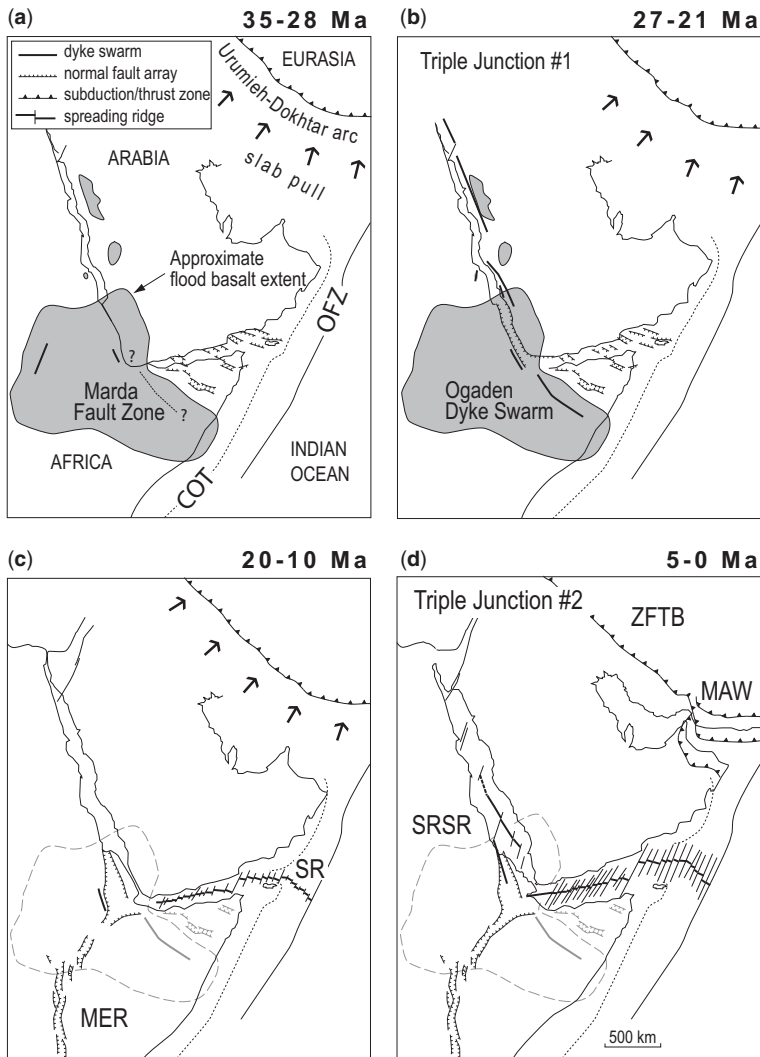 (a)
35-28 Ma
dyke swarm
normal fault array
subduction/thrust zone
spreading ridge
EURASIA
Urumieh-Dokhtar arc
slab pull
ARABIA
Approximate
flood basalt extent
OFZ
?
Marda
Fault Zone
?
AFRICA
COT
INDIAN
OCEAN
(b)
27-21 Ma
Triple Junction #1
Ogaden
Dyke Swarm
(c)
20-10 Ma
SR
MER
(d)
5-0 Ma
Triple Junction #2
ZFTB
MAW
SRSR
500 km